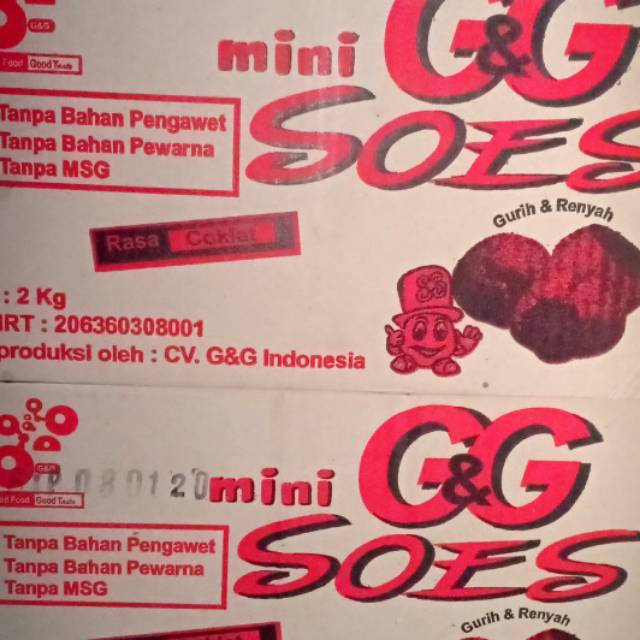 G&G
Food Good Taste
mini G&G
SOES
Tanpa Bahan Pengawet
Tanpa Bahan Pewarna
Tanpa MSG
Gurih & Renyah
Rasa Coklat
: 2 Kg
IRT : 206360308001
produksi oleh : CV. G&G Indonesia
G&G
080120
od Food Good Taste
mini G&G
SOES
Tanpa Bahan Pengawet
Tanpa Bahan Pewarna
Tanpa MSG
Gurih & Renyah